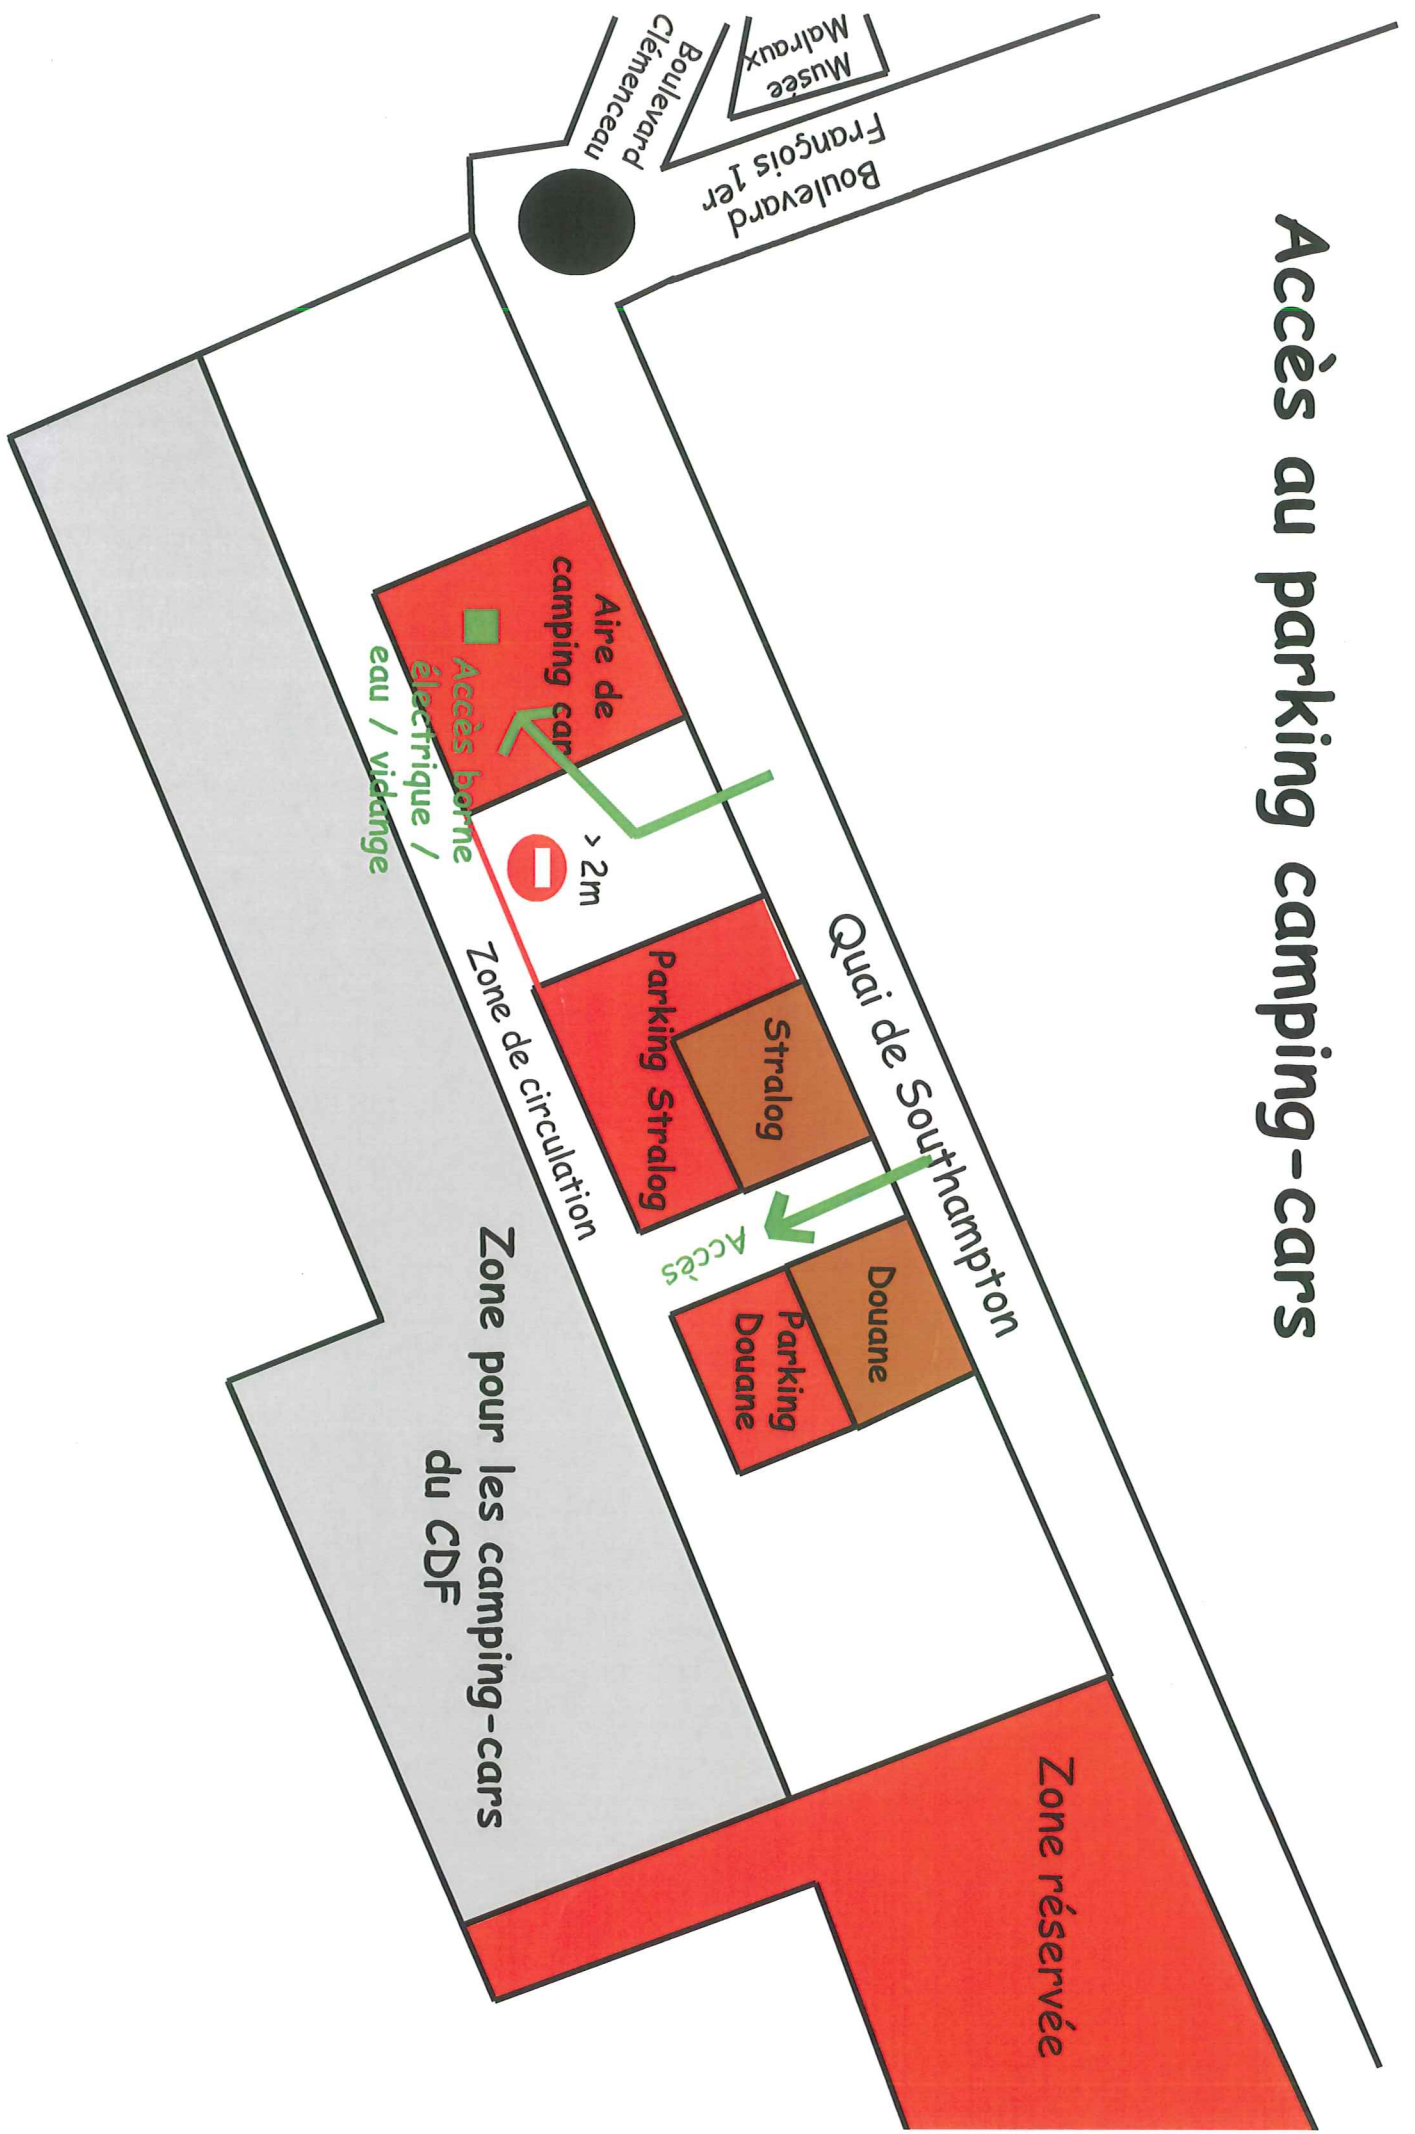 Accès au parking camping-cars
Musée
Malraux
Boulevard
François 1er
Boulevard
Clémenceau
Quai de Southampton
Aire de
camping car
Accès borne
électrique /
eau / vidange
> 2m
Stralog
Parking Stralog
Accès
Douane
Parking
Douane
Zone de circulation
Zone pour les camping-cars
du CDF
Zone réservée